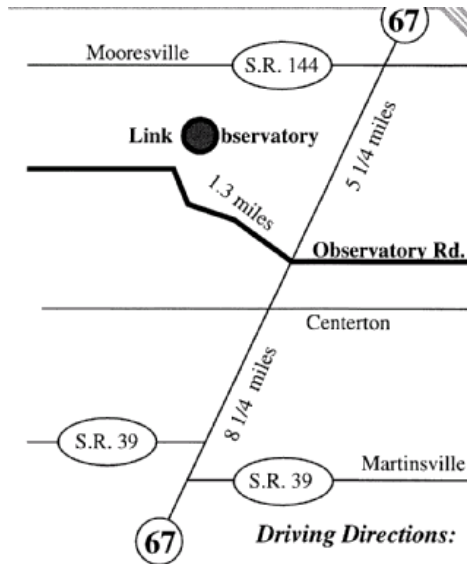 67
Mooresville
S.R. 144
Link Observatory
5 1/4 miles
1.3 miles
Observatory Rd.
Centerton
8 1/4 miles
S.R. 39
Martinsville
S.R. 39
67
Driving Directions: